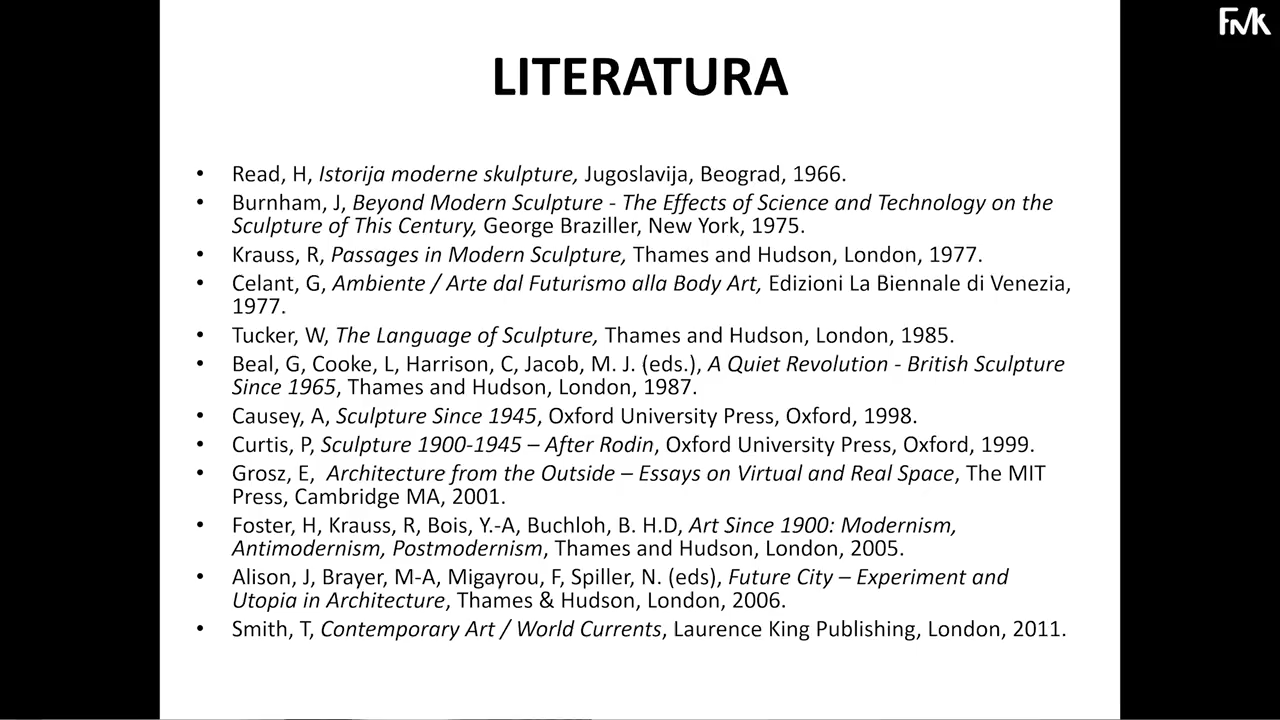 FMK
LITERATURA
• Read, H, Istorija moderne skulpture, Jugoslavija, Beograd, 1966.
• Burnham, J, Beyond Modern Sculpture - The Effects of Science and Technology on the
Sculpture of This Century, George Braziller, New York, 1975.
• Krauss, R, Passages in Modern Sculpture, Thames and Hudson, London, 1977.
• Celant, G, Ambiente / Arte dal Futurismo alla Body Art, Edizioni La Biennale di Venezia,
1977.
• Tucker, W, The Language of Sculpture, Thames and Hudson, London, 1985.
• Beal, G, Cooke, L, Harrison, C, Jacob, M. J. (eds.), A Quiet Revolution - British Sculpture
Since 1965, Thames and Hudson, London, 1987.
• Causey, A, Sculpture Since 1945, Oxford University Press, Oxford, 1998.
• Curtis, P, Sculpture 1900-1945 – After Rodin, Oxford University Press, Oxford, 1999.
• Grosz, E, Architecture from the Outside – Essays on Virtual and Real Space, The MIT
Press, Cambridge MA, 2001.
• Foster, H, Krauss, R, Bois, Y.-A, Buchloh, B. H.D, Art Since 1900: Modernism,
Antimodernism, Postmodernism, Thames and Hudson, London, 2005.
• Alison, J, Brayer, M-A, Migayrou, F, Spiller, N. (eds), Future City – Experiment and
Utopia in Architecture, Thames & Hudson, London, 2006.
• Smith, T, Contemporary Art / World Currents, Laurence King Publishing, London, 2011.